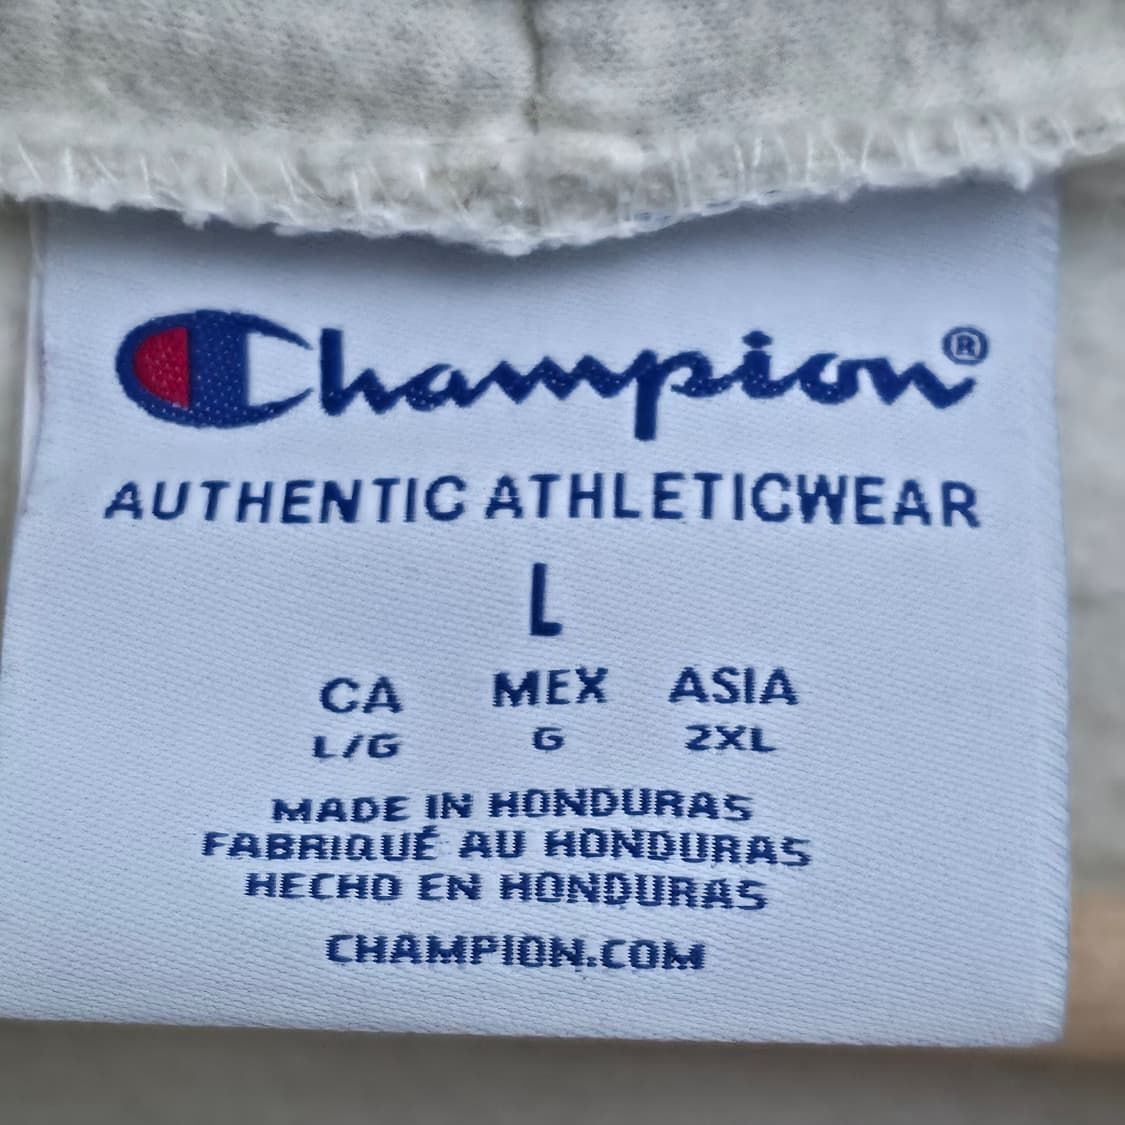 Champion®
AUTHENTIC ATHLETICWEAR
L
CA MEX ASIA
L/G G 2XL
MADE IN HONDURAS
FABRIQUÉ AU HONDURAS
HECHO EN HONDURAS
CHAMPION.COM